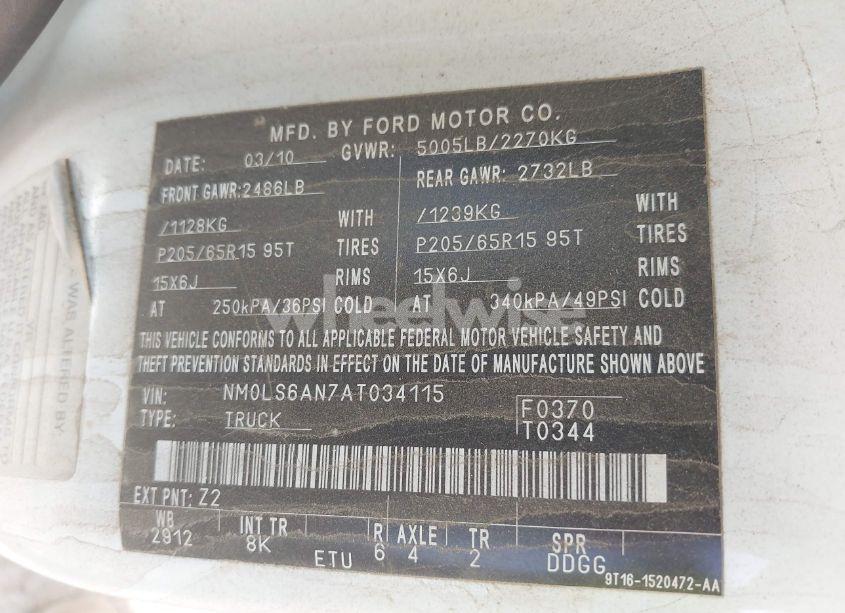 MFD. BY FORD MOTOR CO.
DATE: 03/10 GVWR: 5005LB/2270KG
FRONT GAWR: 2486LB REAR GAWR: 2732LB
/1128KG WITH /1239KG WITH
P205/65R15 95T TIRES P205/65R15 95T TIRES
15X6J RIMS 15X6J RIMS
AT 250kPA/36PSI COLD AT 340kPA/49PSI COLD
wheelwise
THIS VEHICLE CONFORMS TO ALL APPLICABLE FEDERAL MOTOR VEHICLE SAFETY AND
THEFT PREVENTION STANDARDS IN EFFECT ON THE DATE OF MANUFACTURE SHOWN ABOVE
VIN: NM0LS6AN7AT034115
TYPE: TRUCK
F0370
T0344
EXT PNT: Z2
WB INT TR R AXLE TR SPR
2912 8K 6 4 2 DDGG
ETU
9T16-1520472-AA
WAS ALTERED BY